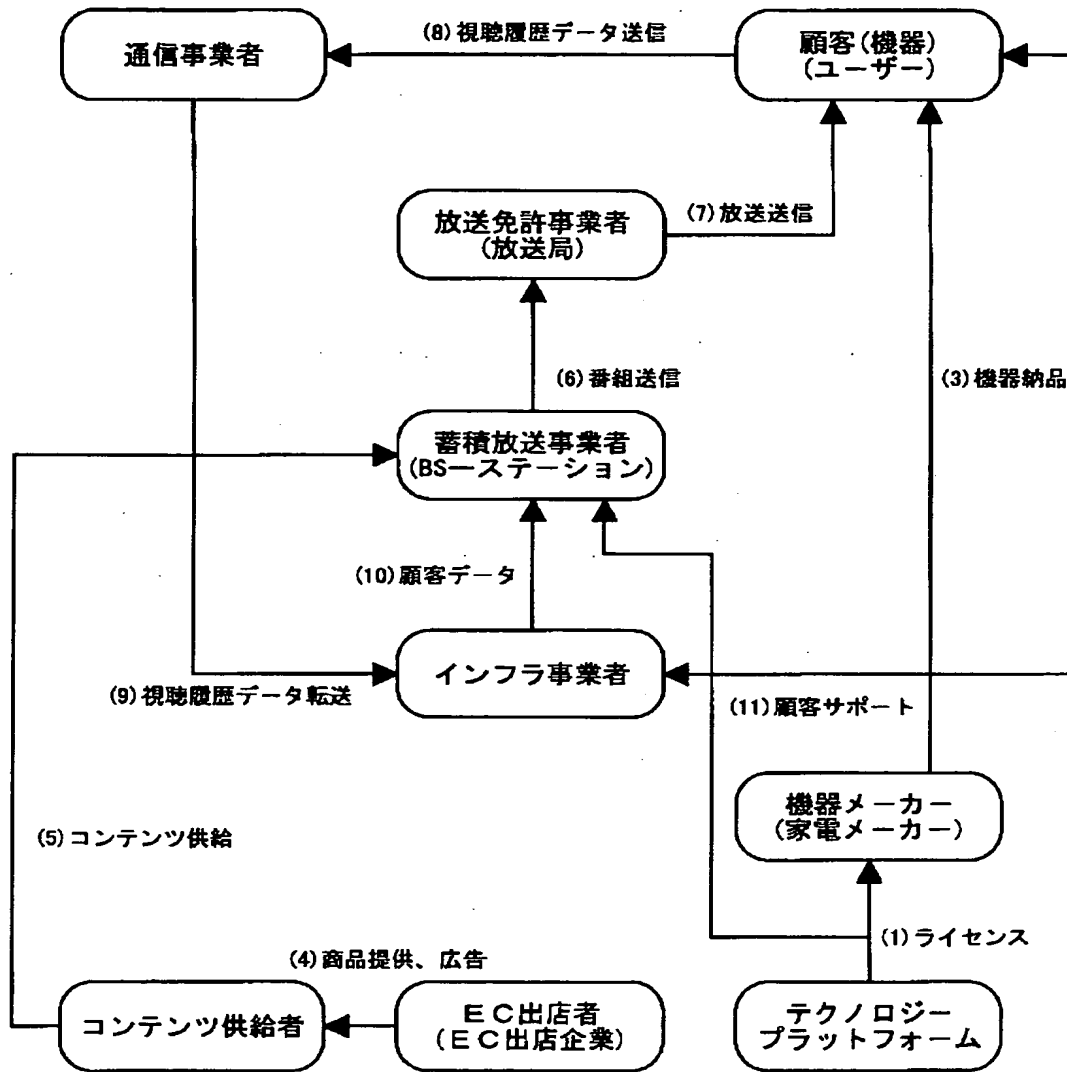 (8)視聴履歴データ送信
通信事業者
顧客(機器)
(ユーザー)
放送免許事業者
(放送局)
(7)放送送信
(6)番組送信
(3)機器納品
蓄積放送事業者
(BSーステーション)
(10)顧客データ
インフラ事業者
(9)視聴履歴データ転送
(11)顧客サポート
機器メーカー
(家電メーカー)
(5)コンテンツ供給
(1)ライセンス
(4)商品提供、広告
コンテンツ供給者
EC出店者
(EC出店企業)
テクノロジー
プラットフォーム